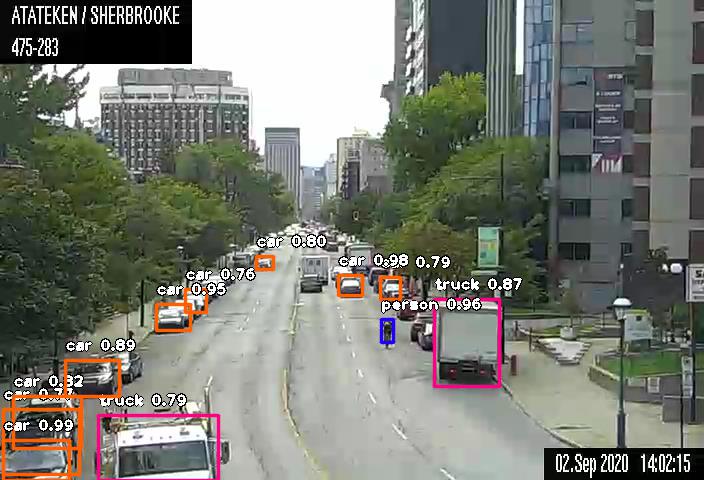 ATATEKEN / SHERBROOKE
475-283
car 0.80
car 0.98
0.79
car 0.76
truck 0.87
car 0.95
person 0.96
car 0.89
car 0.82
truck 0.79
car 0.99
02.Sep 2020 14:02:15